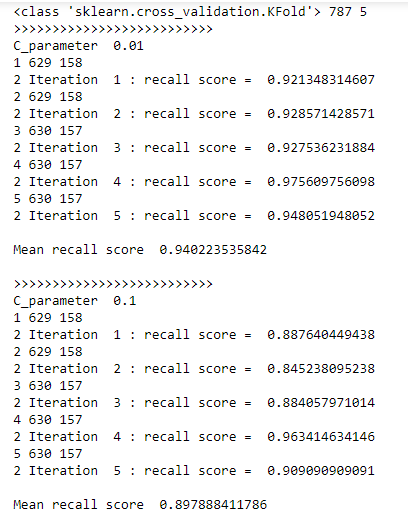 <class 'sklearn.cross_validation.KFold'> 787 5
>>>>>>>>>>>>>>>>>>>>>>>>>>
C_parameter  0.01
1 629 158
2 Iteration  1 : recall score =  0.921348314607
2 629 158
2 Iteration  2 : recall score =  0.928571428571
3 630 157
2 Iteration  3 : recall score =  0.927536231884
4 630 157
2 Iteration  4 : recall score =  0.975609756098
5 630 157
2 Iteration  5 : recall score =  0.948051948052

Mean recall score  0.940223535842

>>>>>>>>>>>>>>>>>>>>>>>>>>
C_parameter  0.1
1 629 158
2 Iteration  1 : recall score =  0.887640449438
2 629 158
2 Iteration  2 : recall score =  0.845238095238
3 630 157
2 Iteration  3 : recall score =  0.884057971014
4 630 157
2 Iteration  4 : recall score =  0.963414634146
5 630 157
2 Iteration  5 : recall score =  0.909090909091

Mean recall score  0.897888411786